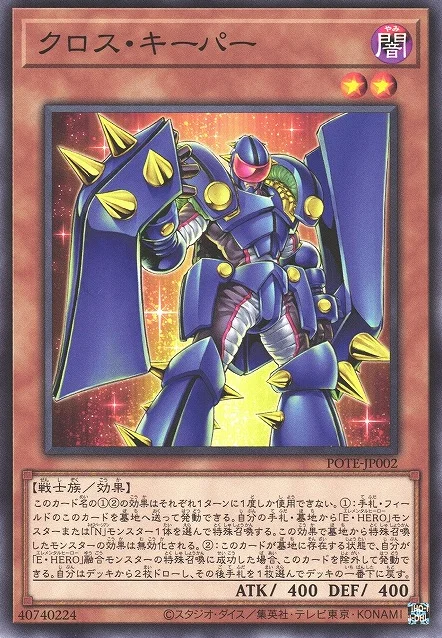 クロス・キーパー
やみ
闇
POTE-JP002
【戦士族／効果】
このカード名の①②の効果はそれぞれ1ターンに1度しか使用できない。①：手札・フィー
ルドのこのカードを墓地へ送って発動できる。自分の手札・墓地から「E・HERO」モン
スターまたは「N」モンスター1体を選んで特殊召喚する。この効果で墓地から特殊召喚
したモンスターの効果は無効化される。②：このカードが墓地に存在する状態で、自分が
「E・HERO」融合モンスターの特殊召喚に成功した場合、このカードを除外して発動で
きる。自分はデッキから2枚ドローし、その後手札を1枚選んでデッキの一番下に戻す。
ATK/ 400 DEF/ 400
40740224 ©スタジオ・ダイス/集英社・テレビ東京・KONAMI